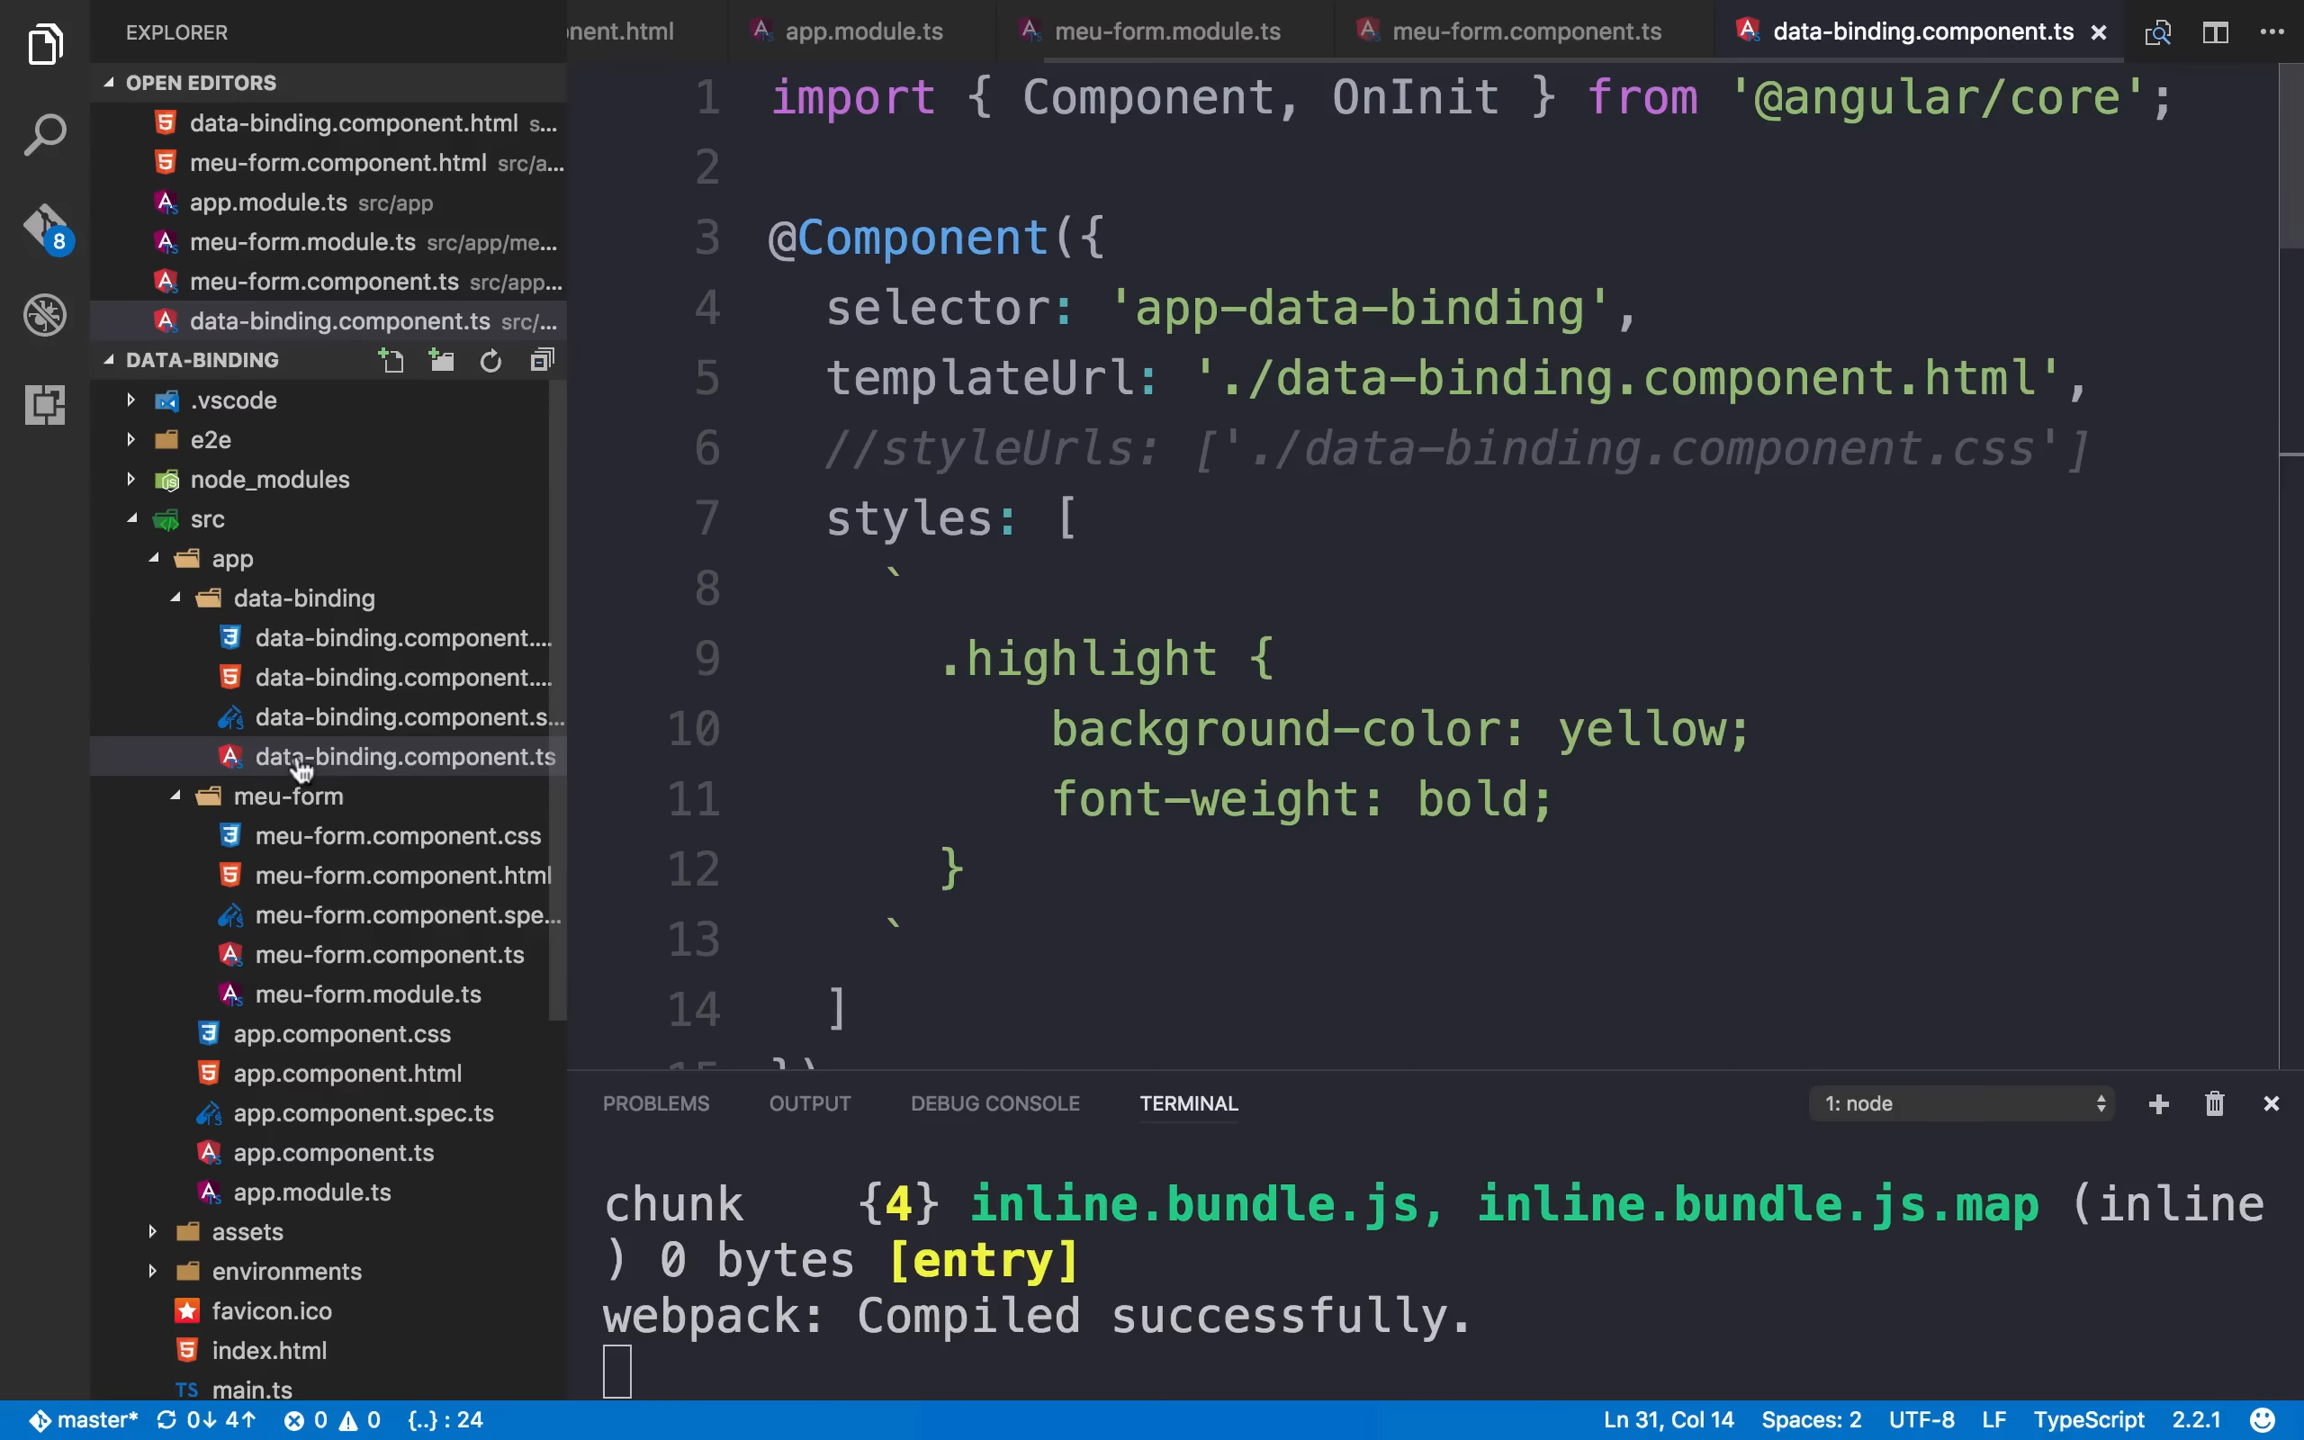 EXPLORER
OPEN EDITORS
data-binding.component.html s...
meu-form.component.html src/a...
app.module.ts src/app
meu-form.module.ts src/app/me...
meu-form.component.ts src/app...
data-binding.component.ts src/...
DATA-BINDING
.vscode
e2e
node_modules
src
app
data-binding
data-binding.component....
data-binding.component....
data-binding.component.s...
data-binding.component.ts
meu-form
meu-form.component.css
meu-form.component.html
meu-form.component.spe...
meu-form.component.ts
meu-form.module.ts
app.component.css
app.component.html
app.component.spec.ts
app.component.ts
app.module.ts
assets
environments
favicon.ico
index.html
TS main.ts
8
nent.html app.module.ts meu-form.module.ts meu-form.component.ts data-binding.component.ts
1 import { Component, OnInit } from '@angular/core';
2
3 @Component({
4 selector: 'app-data-binding',
5 templateUrl: './data-binding.component.html',
6 //styleUrls: ['./data-binding.component.css']
7 styles: [
8 `
9 .highlight {
10 background-color: yellow;
11 font-weight: bold;
12 }
13 `
14 ]
15 })
PROBLEMS OUTPUT DEBUG CONSOLE TERMINAL 1: node
chunk {4} inline.bundle.js, inline.bundle.js.map (inline
) 0 bytes [entry]
webpack: Compiled successfully.
master* 0↓ 4↑ 0 0 {..} : 24 Ln 31, Col 14 Spaces: 2 UTF-8 LF TypeScript 2.2.1